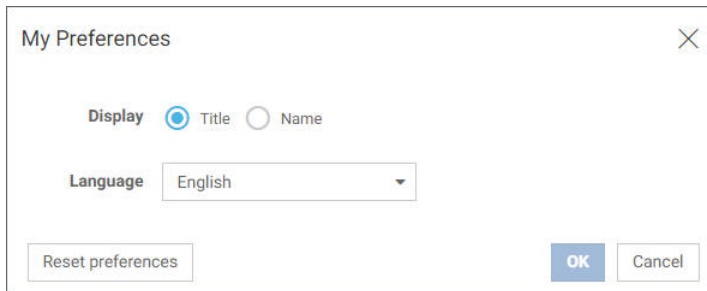 My Preferences
Display Title Name
Language English
Reset preferences OK Cancel